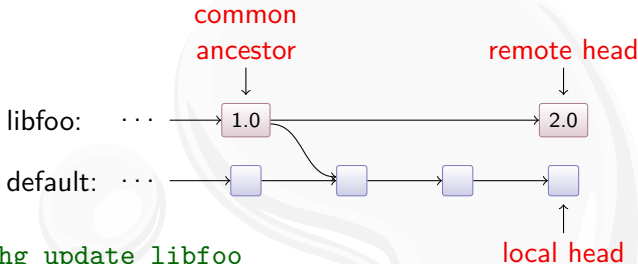 common
ancestor
remote head
libfoo: · · · 1.0 2.0
default: · · ·
hg update libfoo
local head